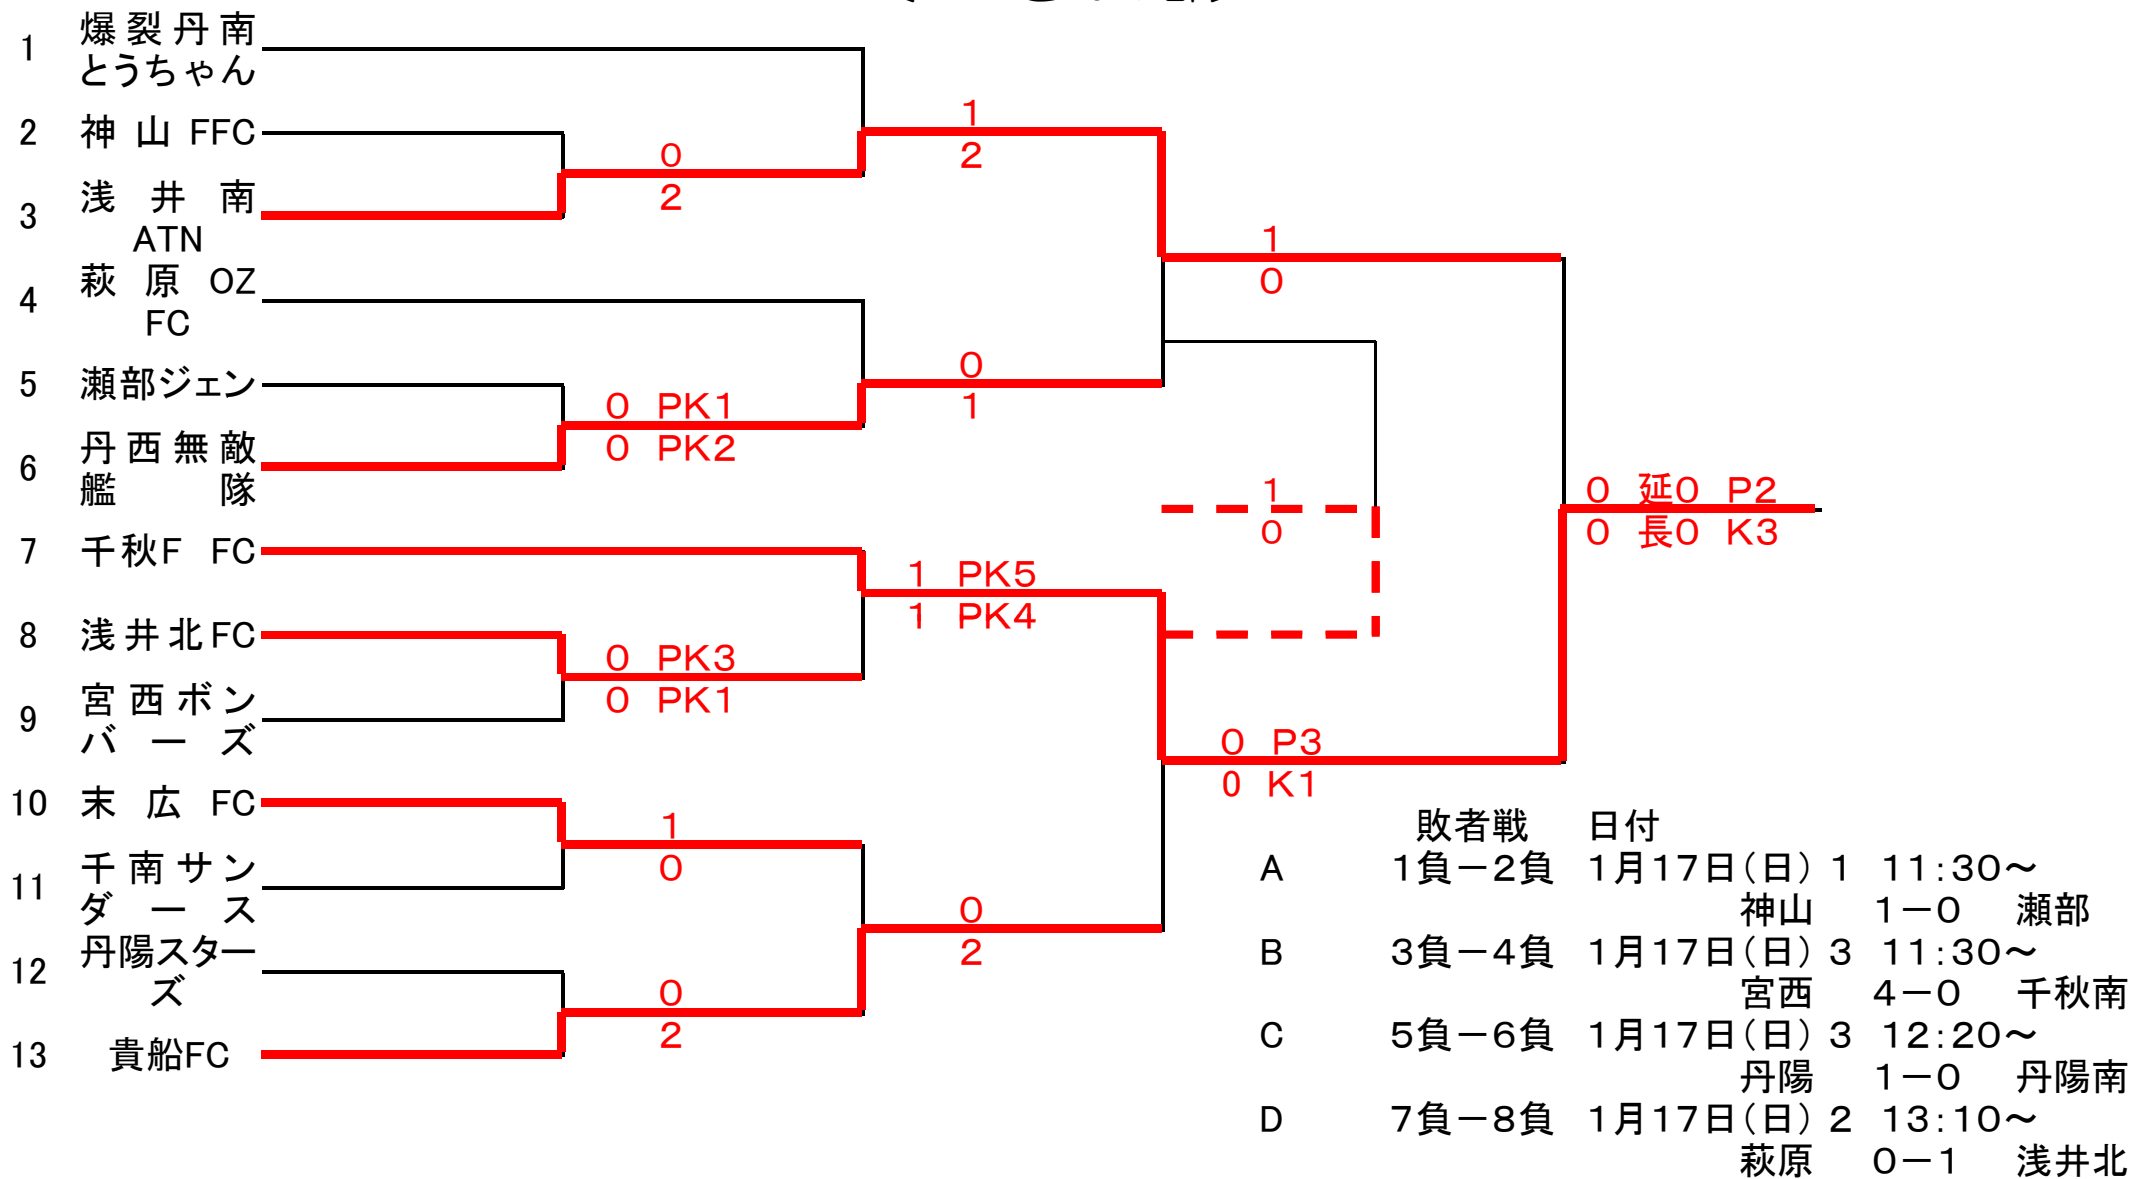 1 爆裂丹南
とうちゃん
2 神山 FFC
3 浅井南
ATN
4 萩原 OZ
FC
5 瀬部ジェン
6 丹西無敵
艦隊
7 千秋F FC
8 浅井北FC
9 宮西ボン
バーズ
10 末広 FC
11 千南サン
ダース
12 丹陽スター
ズ
13 貴船FC
0
2
0 PK1
0 PK2
0 PK3
0 PK1
1
0
0
2
1
2
0
1
1 PK5
1 PK4
0
2
1
0
1
0
0 P3
0 K1
0 延0 P2
0 長0 K3
敗者戦 日付
A 1負－2負 1月17日(日) 1 11:30～
神山 1－0 瀬部
B 3負－4負 1月17日(日) 3 11:30～
宮西 4－0 千秋南
C 5負－6負 1月17日(日) 3 12:20～
丹陽 1－0 丹陽南
D 7負－8負 1月17日(日) 2 13:10～
萩原 0－1 浅井北